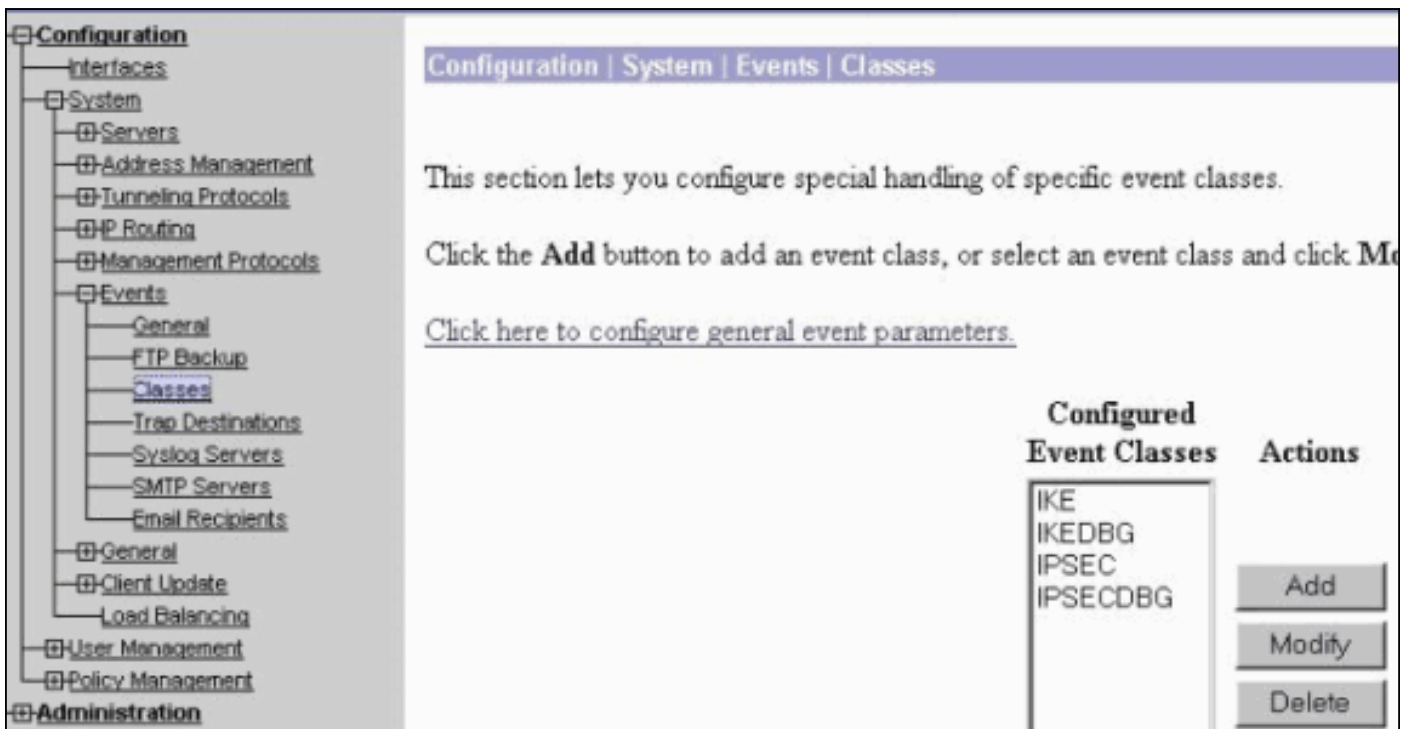 Configuration
Interfaces
System
Servers
Address Management
Tunneling Protocols
IP Routing
Management Protocols
Events
General
FTP Backup
Classes
Trap Destinations
Syslog Servers
SMTP Servers
Email Recipients
General
Client Update
Load Balancing
User Management
Policy Management
Administration
Configuration | System | Events | Classes
This section lets you configure special handling of specific event classes.
Click the Add button to add an event class, or select an event class and click
Click here to configure general event parameters.
Configured
Event Classes
Actions
IKE
IKEDBG
IPSEC
IPSECDBG
Add
Modify
Delete